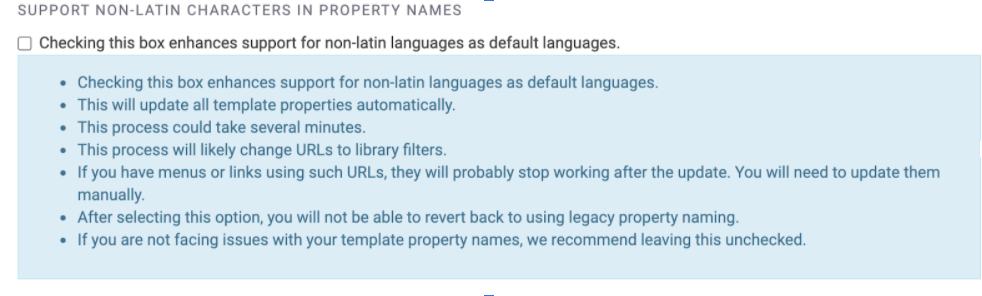 SUPPORT NON-LATIN CHARACTERS IN PROPERTY NAMES
Checking this box enhances support for non-latin languages as default languages.
• Checking this box enhances support for non-latin languages as default languages.
• This will update all template properties automatically.
• This process could take several minutes.
• This process will likely change URLs to library filters.
• If you have menus or links using such URLs, they will probably stop working after the update. You will need to update them
manually.
• After selecting this option, you will not be able to revert back to using legacy property naming.
• If you are not facing issues with your template property names, we recommend leaving this unchecked.